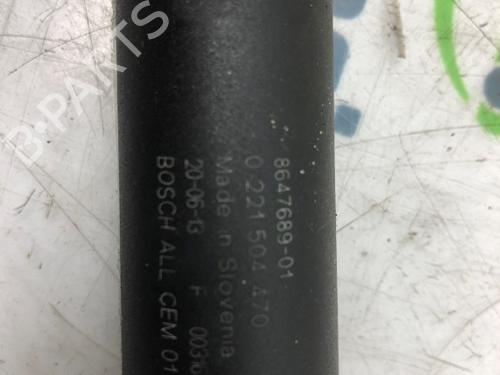 8647689-01
0 221 504 470
Made in Slovenia
20-06-13 F
BOSCH ALL CEM 01
B-PARTS